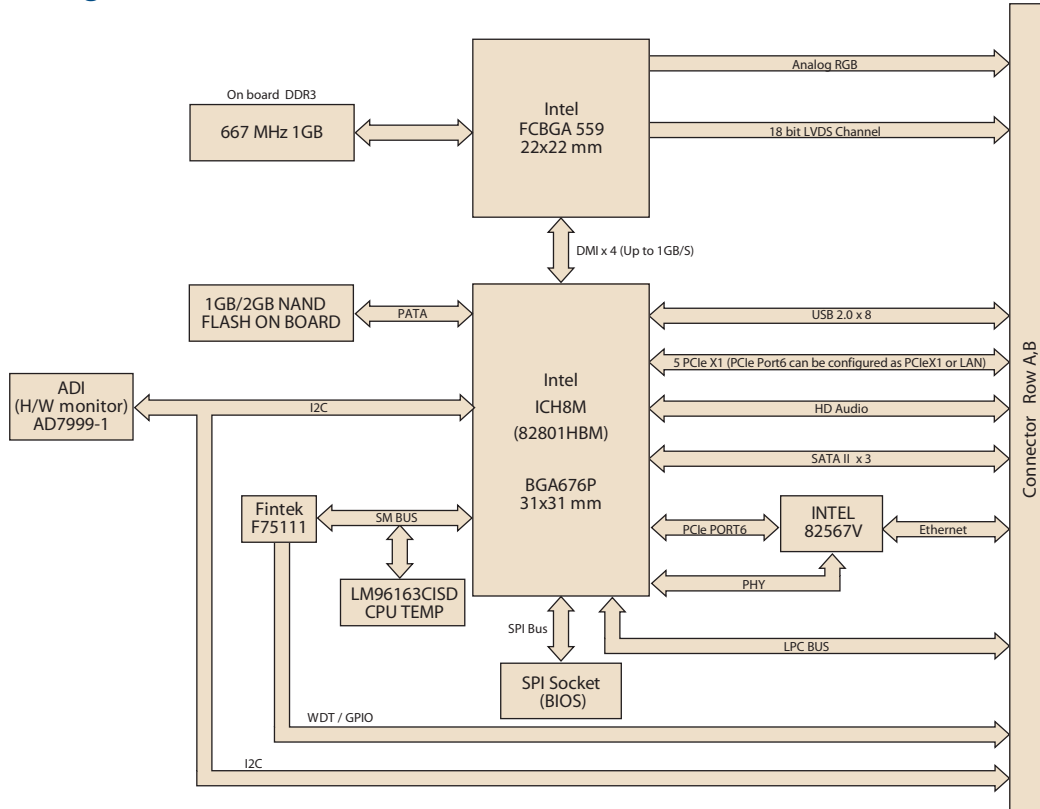 Analog RGB
On board DDR3
667 MHz 1GB
Intel
FCBGA 559
22x22 mm
18 bit LVDS Channel
DMI x 4 (Up to 1GB/S)
1GB/2GB NAND
FLASH ON BOARD
PATA
USB 2.0 x 8
5 PCIe X1 (PCIe Port6 can be configured as PCIeX1 or LAN)
ADI
(H/W monitor)
AD7999-1
I2C
Intel
ICH8M
(82801HBM)
BGA676P
31x31 mm
HD Audio
SATA II x 3
Connector Row A,B
Fintek
F75111
SM BUS
PCIe PORT6
INTEL
82567V
Ethernet
LM96163CISD
CPU TEMP
PHY
SPI Bus
LPC BUS
SPI Socket
(BIOS)
WDT / GPIO
I2C